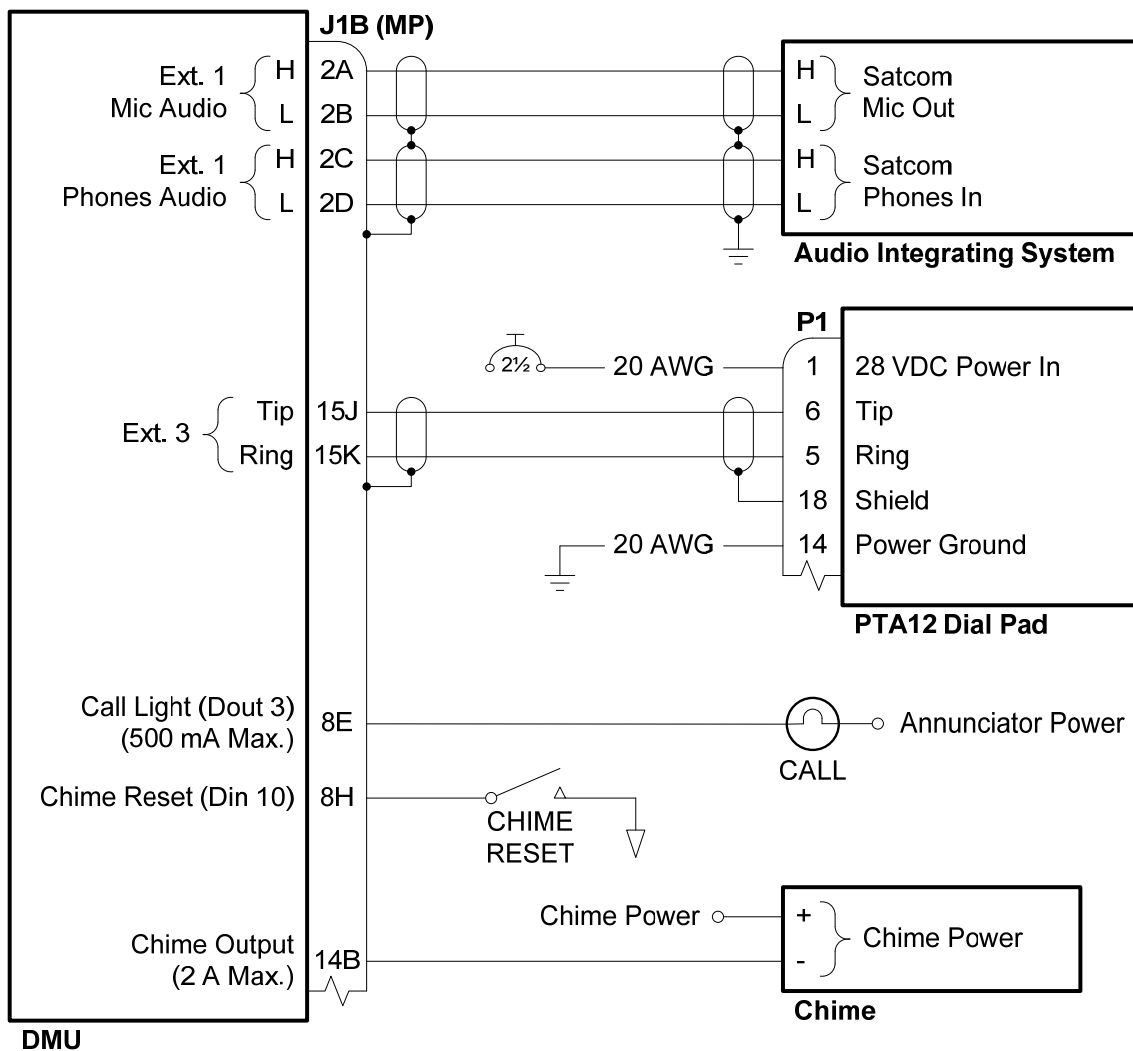 J1B (MP)
Ext. 1
Mic Audio
H
2A
L
2B
Ext. 1
Phones Audio
H
2C
L
2D
H
L
Satcom
Mic Out
H
L
Satcom
Phones In
Audio Integrating System
P1
2½
20 AWG
1
28 VDC Power In
Ext. 3
Tip
15J
6
Tip
Ring
15K
5
Ring
18
Shield
20 AWG
14
Power Ground
PTA12 Dial Pad
Call Light (Dout 3)
(500 mA Max.)
8E
Annunciator Power
CALL
Chime Reset (Din 10)
8H
CHIME
RESET
Chime Power
+
-
Chime Power
Chime Output
(2 A Max.)
14B
Chime
DMU